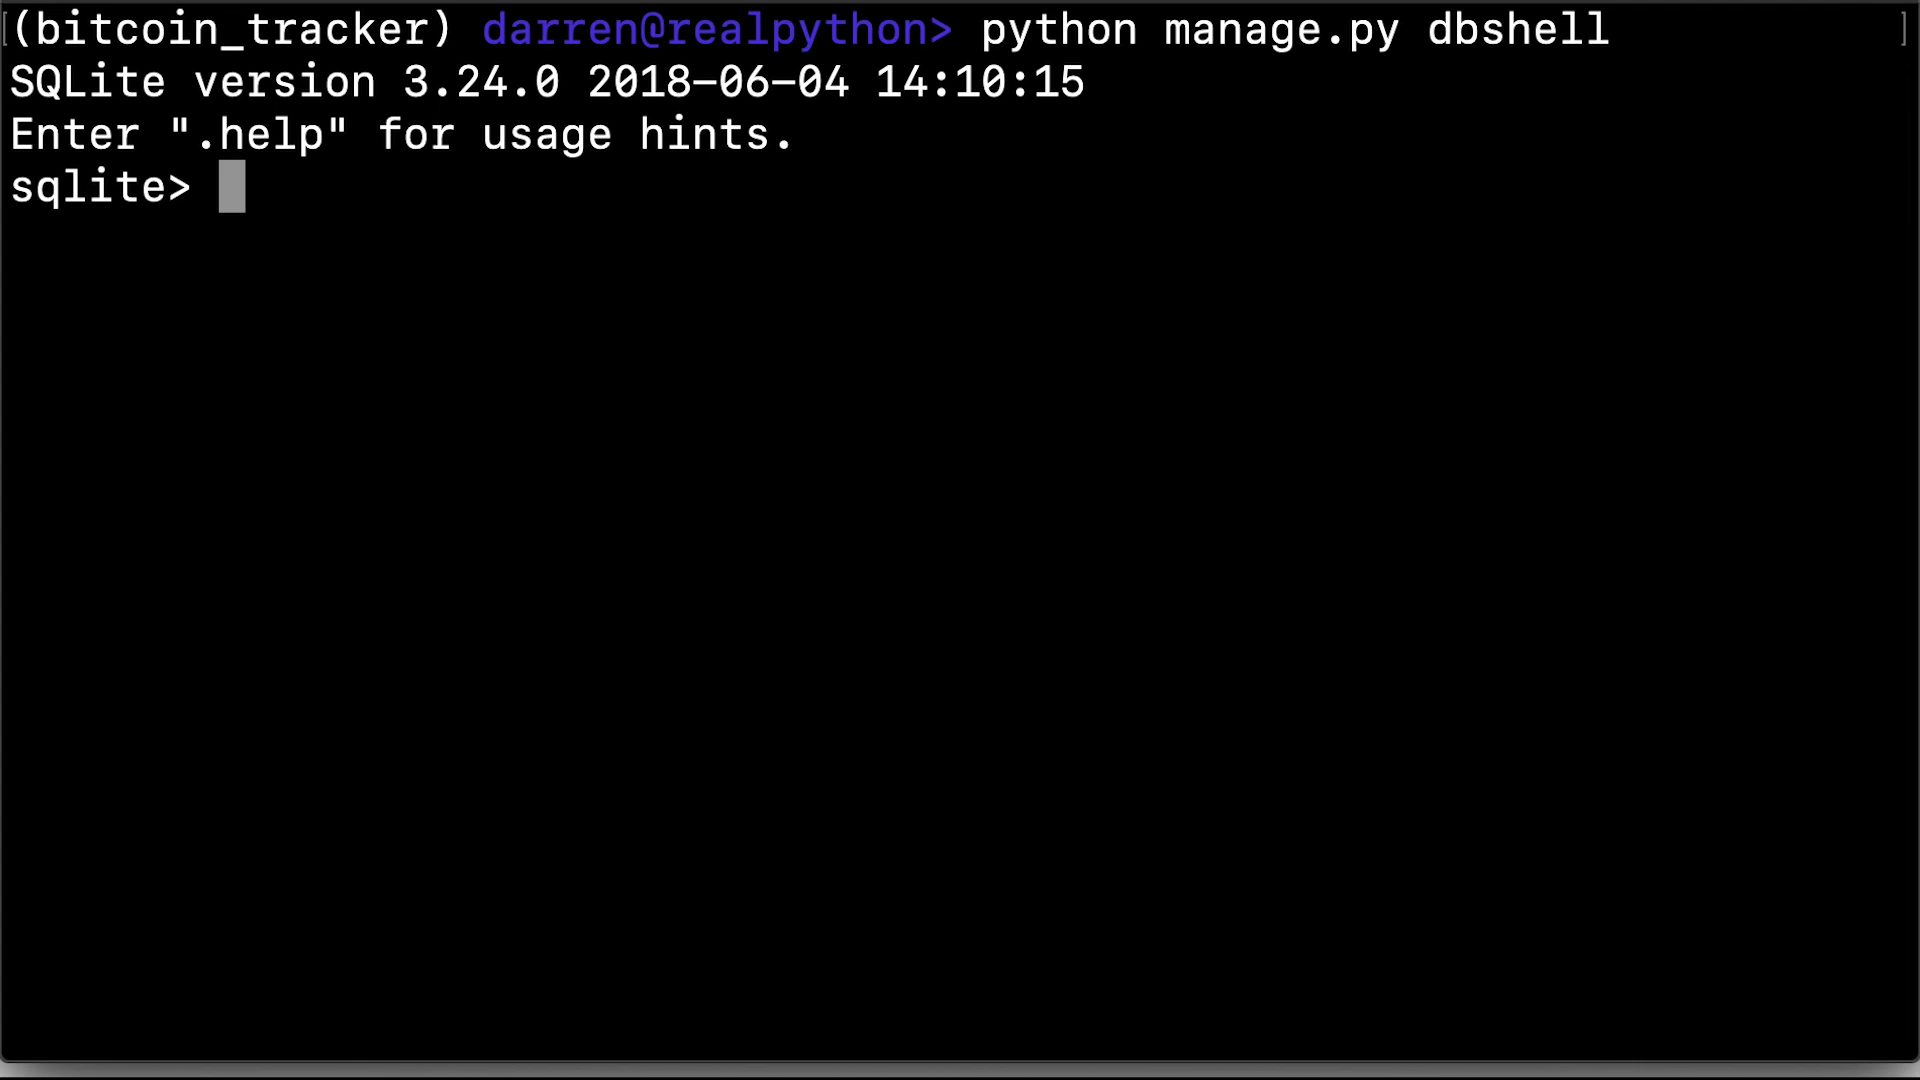 [(bitcoin_tracker) darren@realpython> python manage.py dbshell ]
SQLite version 3.24.0 2018-06-04 14:10:15
Enter ".help" for usage hints.
sqlite>